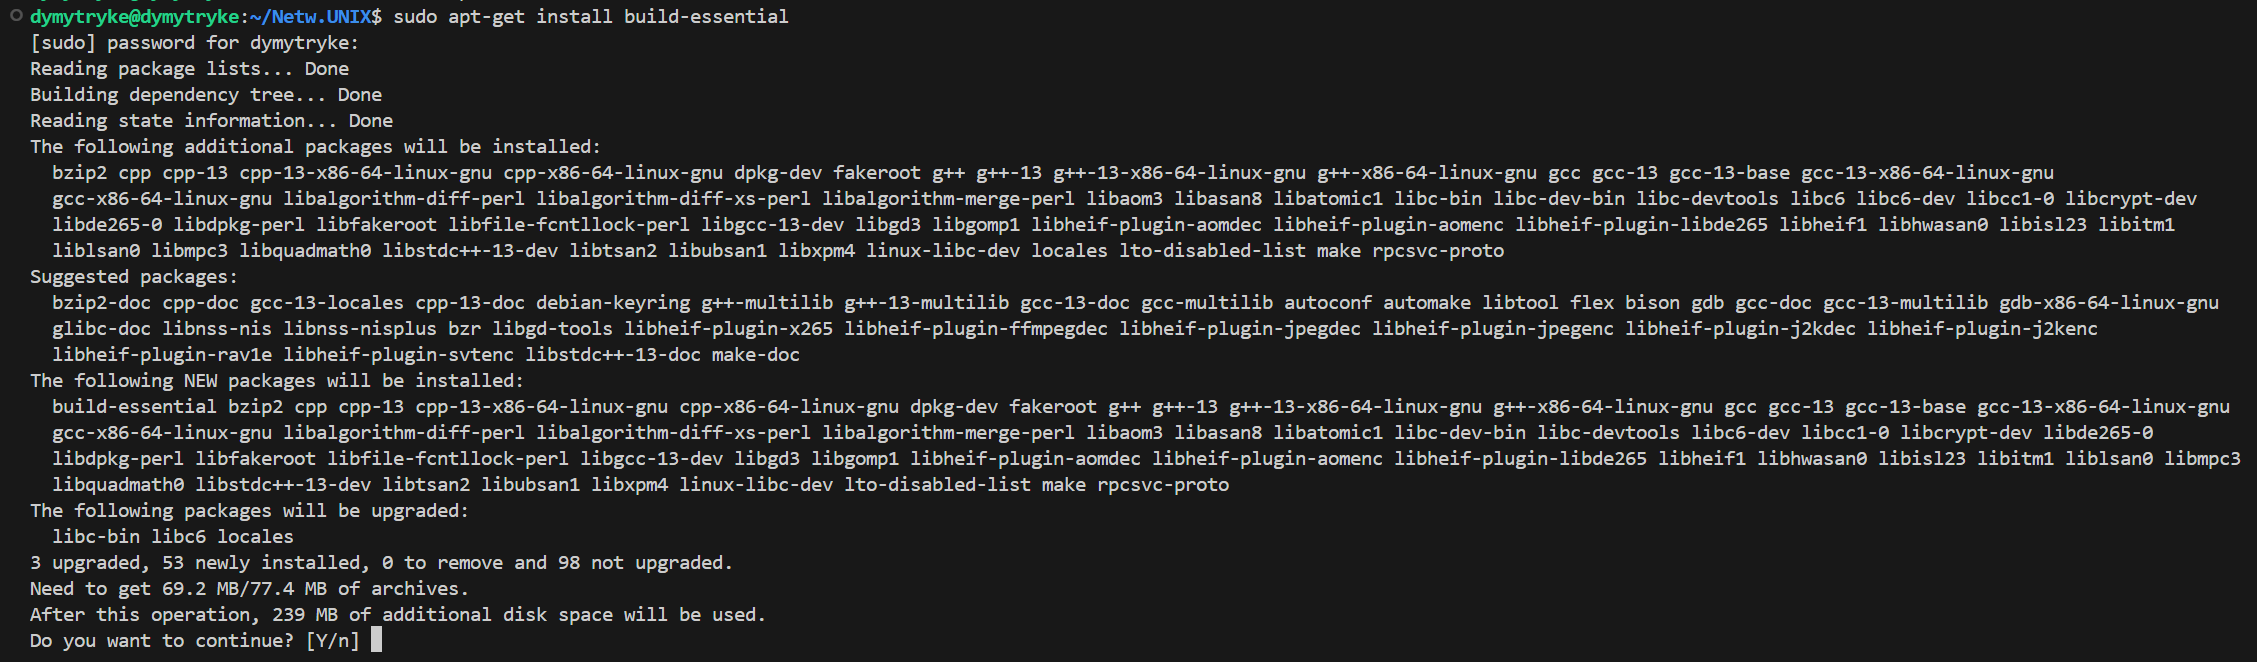 dymytryke@dymytryke:~/Netw.UNIX$ sudo apt-get install build-essential
[sudo] password for dymytryke:
Reading package lists... Done
Building dependency tree... Done
Reading state information... Done
The following additional packages will be installed:
  bzip2 cpp cpp-13 cpp-13-x86-64-linux-gnu cpp-x86-64-linux-gnu dpkg-dev fakeroot g++ g++-13 g++-13-x86-64-linux-gnu g++-x86-64-linux-gnu gcc gcc-13 gcc-13-base gcc-13-x86-64-linux-gnu
  gcc-x86-64-linux-gnu libalgorithm-diff-perl libalgorithm-diff-xs-perl libalgorithm-merge-perl libaom3 libasan8 libatomic1 libc-bin libc-dev-bin libc-devtools libc6 libc6-dev libcc1-0 libcrypt-dev
  libde265-0 libdpkg-perl libfakeroot libfile-fcntllock-perl libgcc-13-dev libgd3 libgomp1 libheif-plugin-aomdec libheif-plugin-aomenc libheif-plugin-libde265 libheif1 libhwasan0 libisl23 libitm1
  liblsan0 libmpc3 libquadmath0 libstdc++-13-dev libtsan2 libubsan1 libxpm4 linux-libc-dev locales lto-disabled-list make rpcsvc-proto
Suggested packages:
  bzip2-doc cpp-doc gcc-13-locales cpp-13-doc debian-keyring g++-multilib g++-13-multilib gcc-13-doc gcc-multilib autoconf automake libtool flex bison gdb gcc-doc gcc-13-multilib gdb-x86-64-linux-gnu
  glibc-doc libnss-nis libnss-nisplus bzr libgd-tools libheif-plugin-x265 libheif-plugin-ffmpegdec libheif-plugin-jpegdec libheif-plugin-jpegenc libheif-plugin-j2kdec libheif-plugin-j2kenc
  libheif-plugin-rav1e libheif-plugin-svtenc libstdc++-13-doc make-doc
The following NEW packages will be installed:
  build-essential bzip2 cpp cpp-13 cpp-13-x86-64-linux-gnu cpp-x86-64-linux-gnu dpkg-dev fakeroot g++ g++-13 g++-13-x86-64-linux-gnu g++-x86-64-linux-gnu gcc gcc-13 gcc-13-base gcc-13-x86-64-linux-gnu
  gcc-x86-64-linux-gnu libalgorithm-diff-perl libalgorithm-diff-xs-perl libalgorithm-merge-perl libaom3 libasan8 libatomic1 libc-dev-bin libc-devtools libc6-dev libcc1-0 libcrypt-dev libde265-0
  libdpkg-perl libfakeroot libfile-fcntllock-perl libgcc-13-dev libgd3 libgomp1 libheif-plugin-aomdec libheif-plugin-aomenc libheif-plugin-libde265 libheif1 libhwasan0 libisl23 libitm1 liblsan0 libmpc3
  libquadmath0 libstdc++-13-dev libtsan2 libubsan1 libxpm4 linux-libc-dev lto-disabled-list make rpcsvc-proto
The following packages will be upgraded:
  libc-bin libc6 locales
3 upgraded, 53 newly installed, 0 to remove and 98 not upgraded.
Need to get 69.2 MB/77.4 MB of archives.
After this operation, 239 MB of additional disk space will be used.
Do you want to continue? [Y/n]